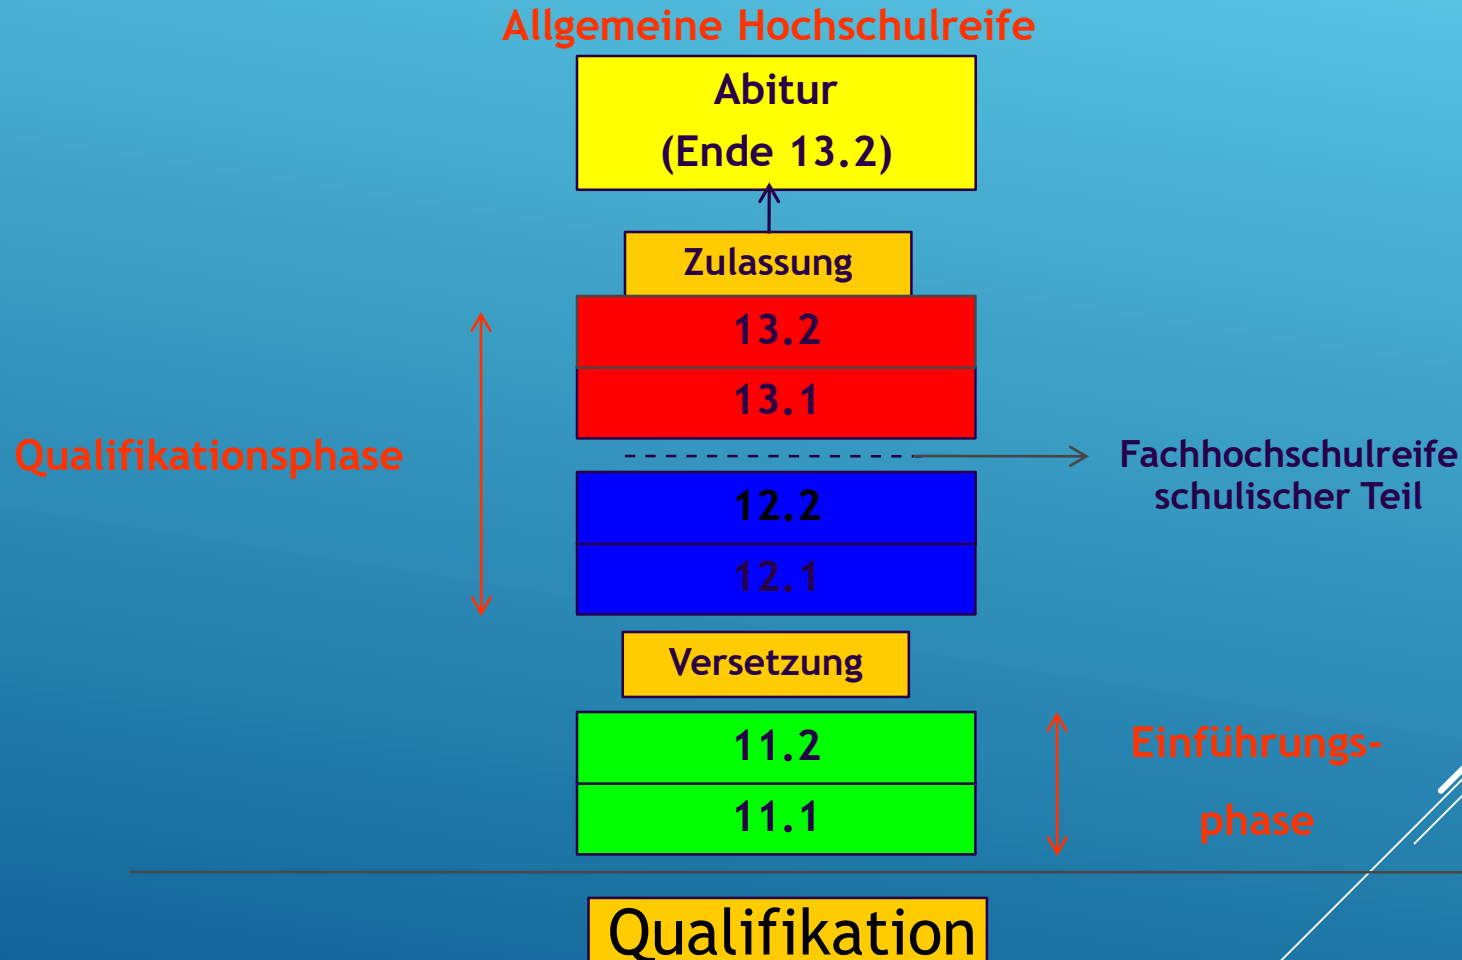 Allgemeine Hochschulreife
Abitur
(Ende 13.2)
Zulassung
13.2
13.1
Qualifikationsphase
Fachhochschulreife
schulischer Teil
12.2
12.1
Versetzung
11.2
11.1
Einführungs-
phase
Qualifikation